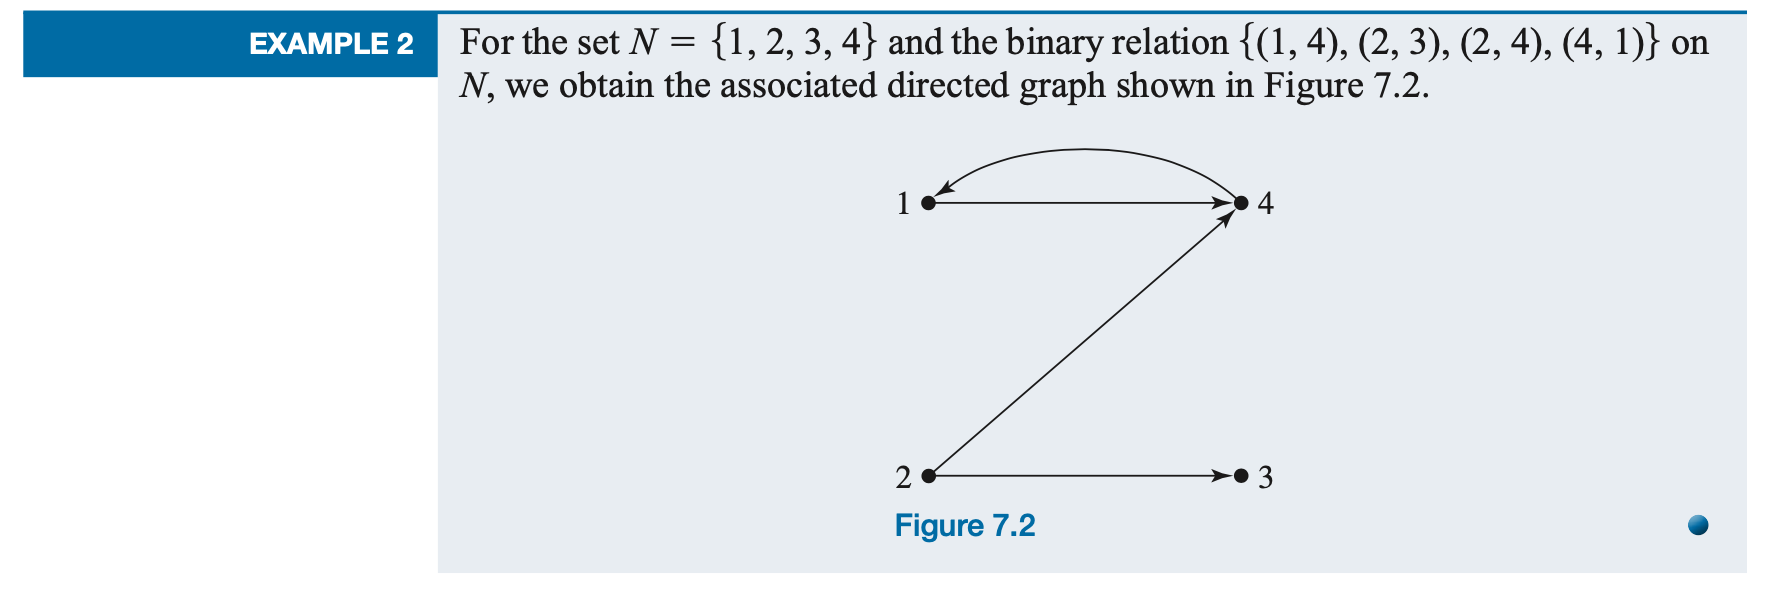 EXAMPLE 2
For the set N = {1, 2, 3, 4} and the binary relation {(1, 4), (2, 3), (2, 4), (4, 1)} on
N, we obtain the associated directed graph shown in Figure 7.2.
1 4
2 3
Figure 7.2